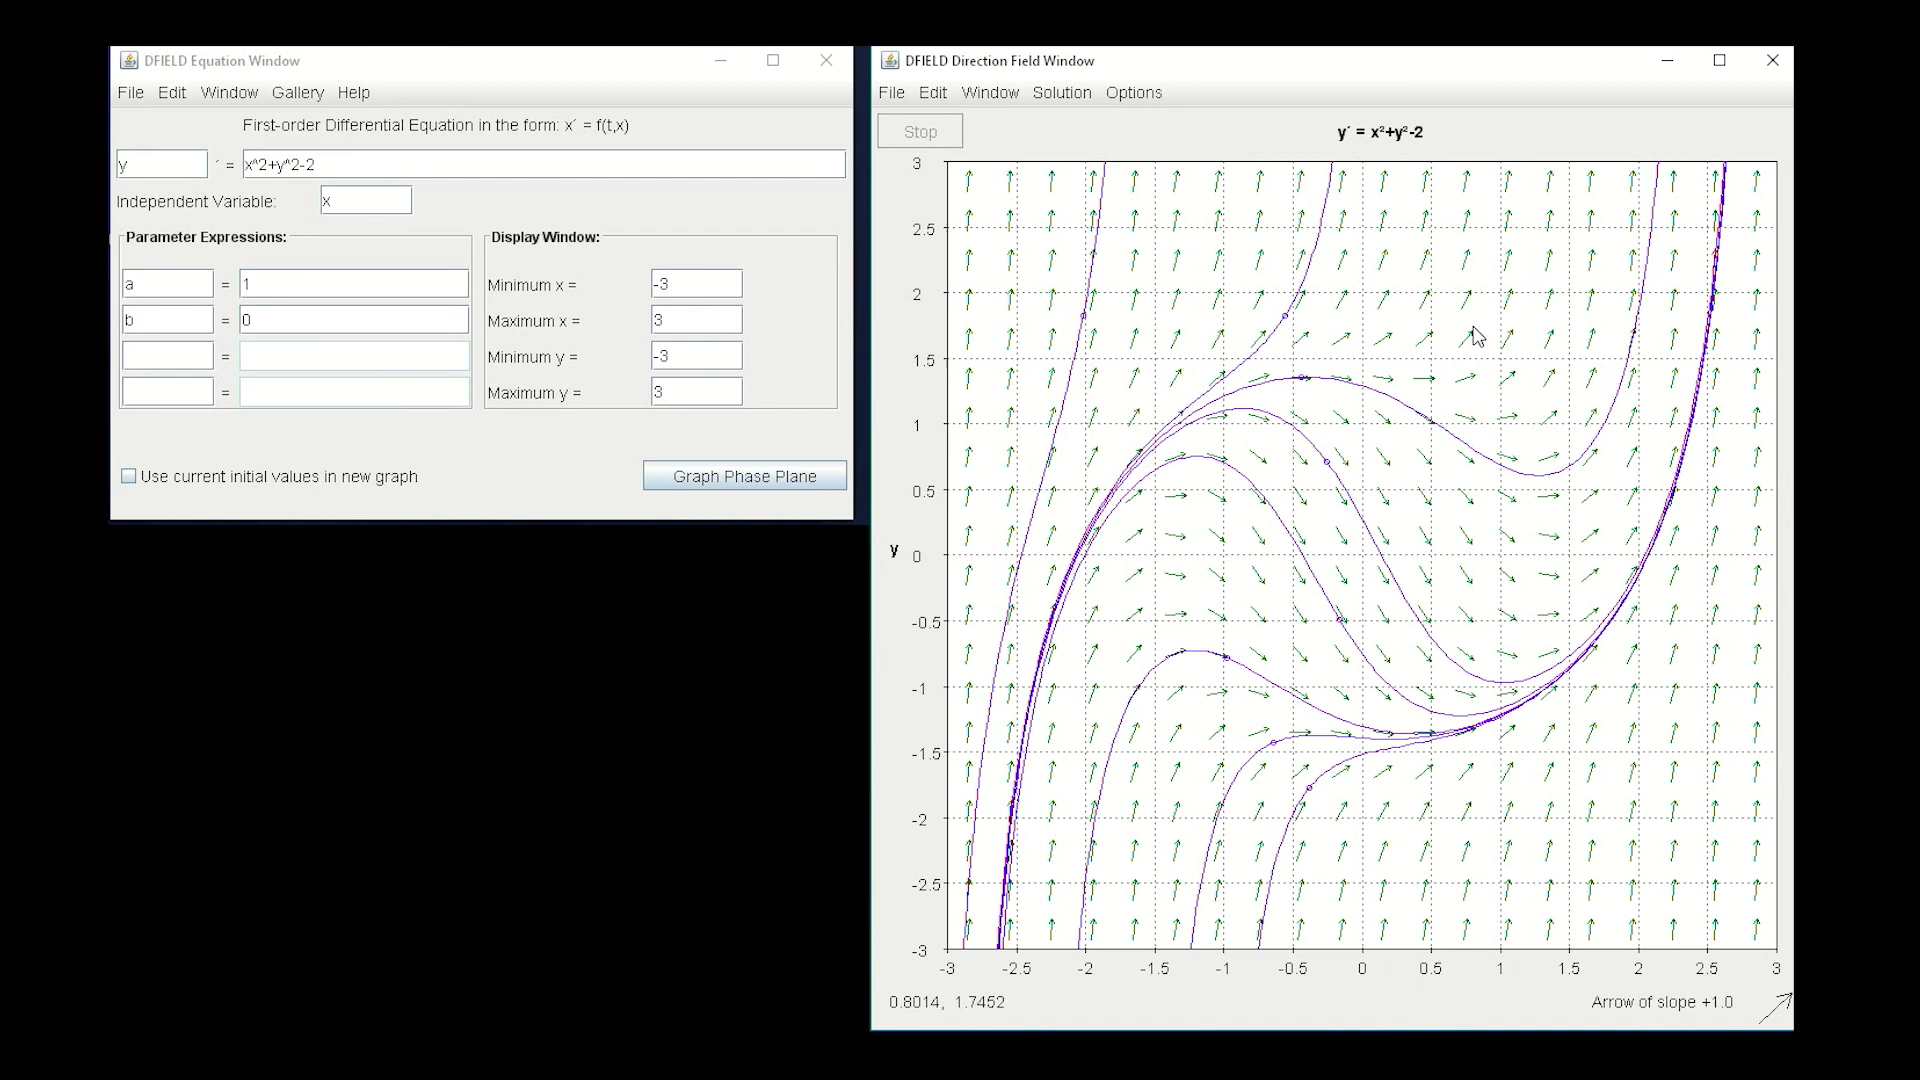 DFIELD Equation Window
File Edit Window Gallery Help
First-order Differential Equation in the form: x´ = f(t,x)
y ´ = x^2+y^2-2
Independent Variable: x
Parameter Expressions:
a = 1
b = 0
=
=
Display Window:
Minimum x = -3
Maximum x = 3
Minimum y = -3
Maximum y = 3
Use current initial values in new graph
Graph Phase Plane
DFIELD Direction Field Window
File Edit Window Solution Options
Stop
y´ = x²+y²-2
3
2.5
2
1.5
1
0.5
y 0
-0.5
-1
-1.5
-2
-2.5
-3
-3 -2.5 -2 -1.5 -1 -0.5 0 0.5 1 1.5 2 2.5 3
0.8014, 1.7452
Arrow of slope +1.0